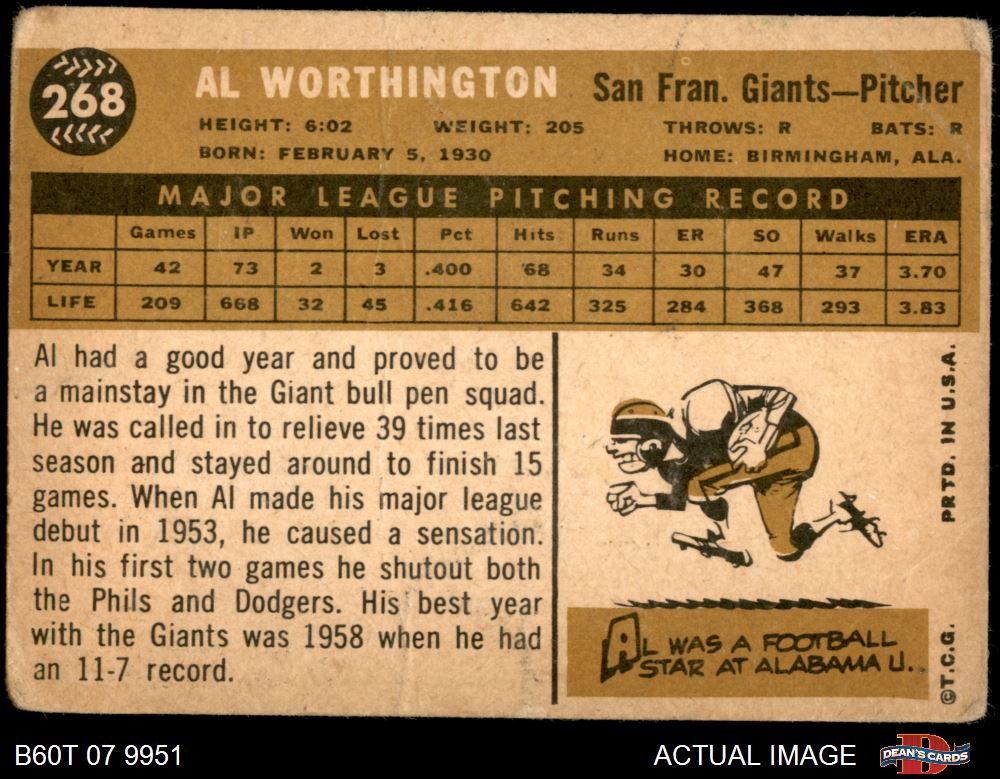 268
AL WORTHINGTON San Fran. Giants—Pitcher
HEIGHT: 6:02 WEIGHT: 205 THROWS: R BATS: R
BORN: FEBRUARY 5, 1930 HOME: BIRMINGHAM, ALA.
MAJOR LEAGUE PITCHING RECORD
Games IP Won Lost Pct Hits Runs ER SO Walks ERA
YEAR 42 73 2 3 .400 68 34 30 47 37 3.70
LIFE 209 668 32 45 .416 642 325 284 368 293 3.83
Al had a good year and proved to be
a mainstay in the Giant bull pen squad.
He was called in to relieve 39 times last
season and stayed around to finish 15
games. When Al made his major league
debut in 1953, he caused a sensation.
In his first two games he shutout both
the Phils and Dodgers. His best year
with the Giants was 1958 when he had
an 11-7 record.
AL WAS A FOOTBALL
STAR AT ALABAMA U.
PRTD. IN U.S.A.
©T.C.G.
B60T 07 9951 ACTUAL IMAGE DEAN'S CARDS